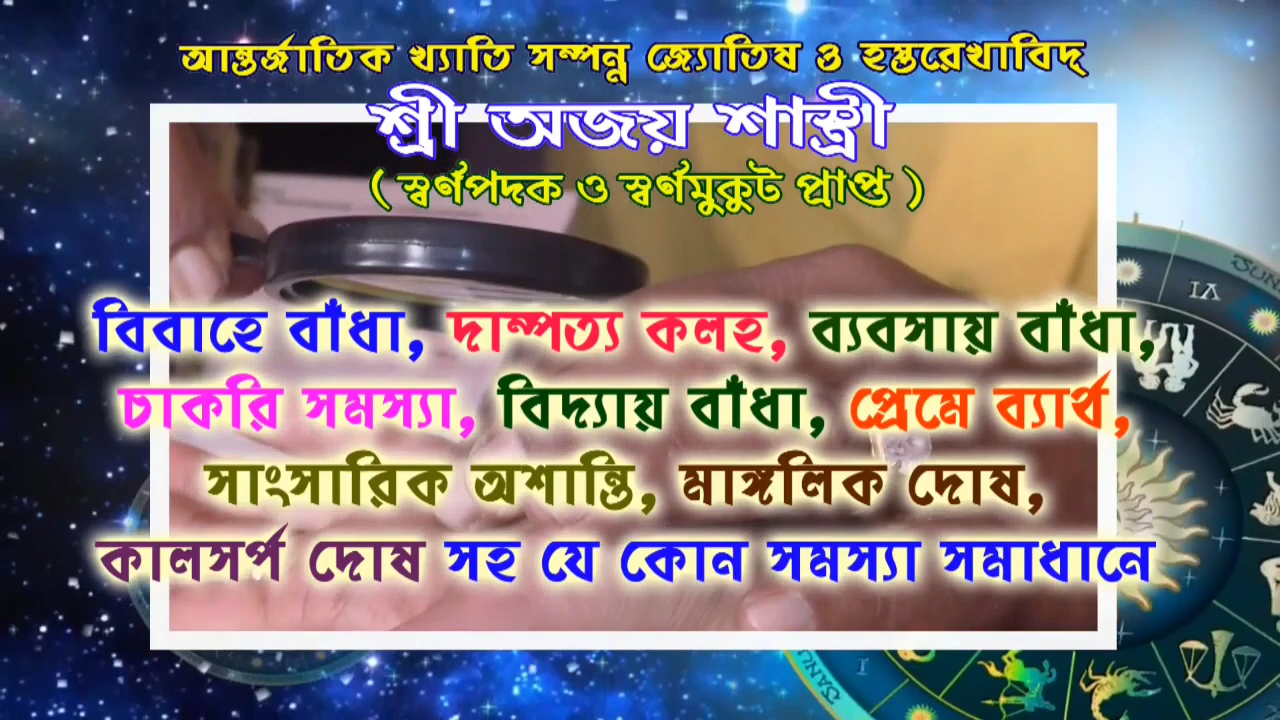 আন্তর্জাতিক খ্যাতি সম্পন্ন জ্যোতিষ ও হস্তরেখাবিদ্
শ্রী অজয় শাস্ত্রী
( স্বর্ণপদক ও স্বর্ণমুকুট প্রাপ্ত )
বিবাহে বাঁধা, দাম্পত্য কলহ, ব্যবসায় বাঁধা,
চাকরি সমস্যা, বিদ্যায় বাঁধা, প্রেমে ব্যার্থ,
সাংসারিক অশান্তি, মাঙ্গলিক দোষ,
কালসর্প দোষ সহ যে কোন সমস্যা সমাধানে
VI
I